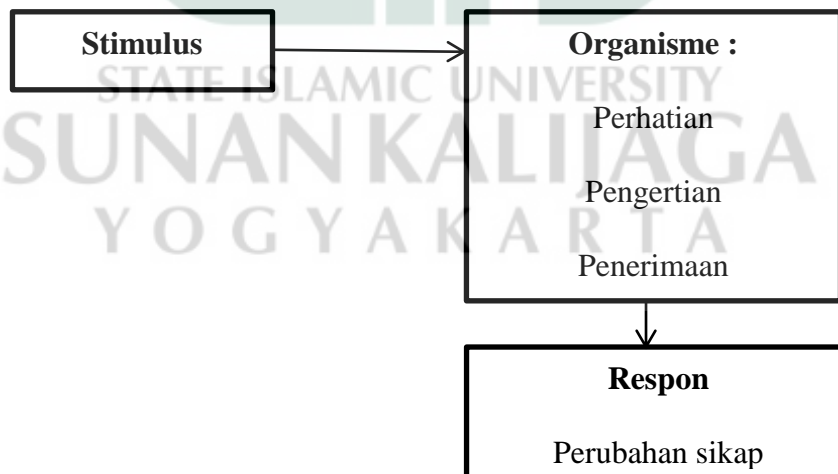 Stimulus
Organisme :
Perhatian
Pengertian
Penerimaan
Respon
Perubahan sikap
STATE ISLAMIC UNIVERSITY
SUNAN KALIJAGA
YOGYAKARTA